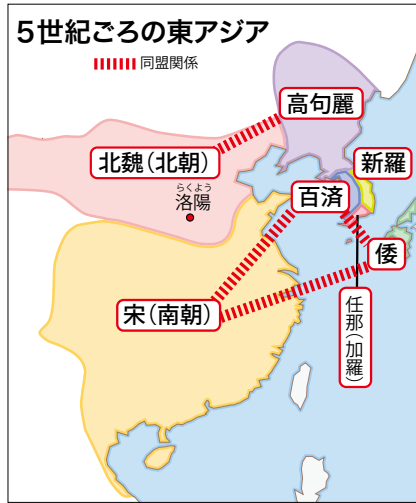 5世紀ごろの東アジア
同盟関係
高句麗
北魏(北朝)
新羅
らくよう
洛陽
百済
倭
宋(南朝)
任那(加羅)